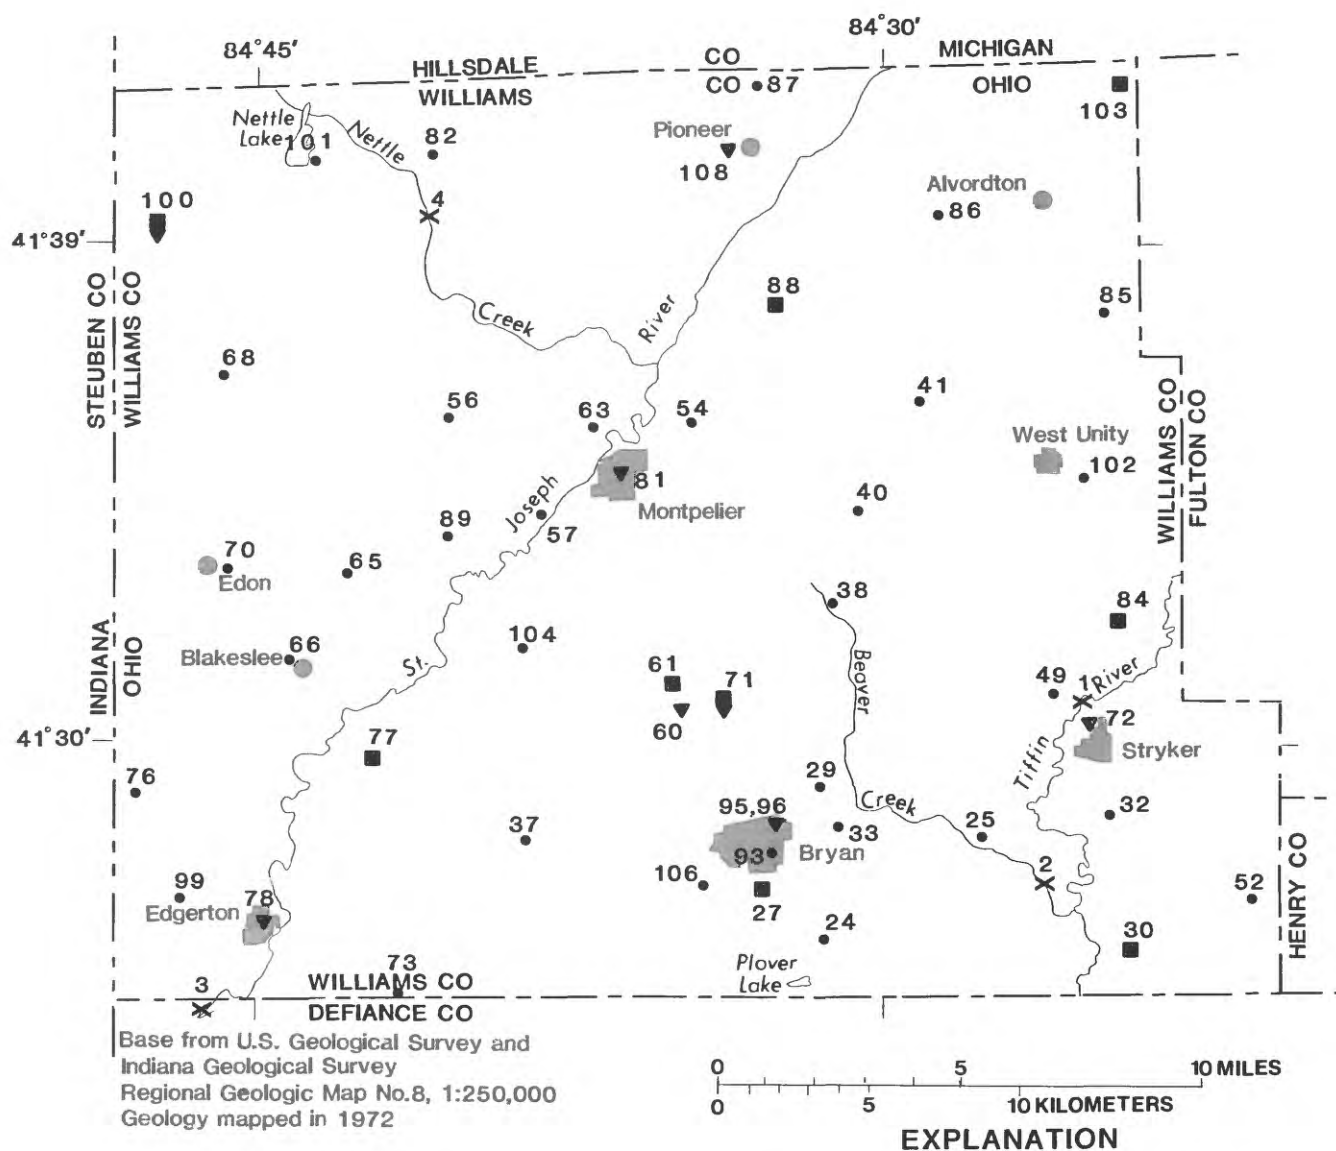 84°45′
84°30′
HILLSDALE CO MICHIGAN
WILLIAMS CO OHIO
87
103
Nettle
Lake
101
Nettle
82
Pioneer
108
Alvordton
100
4
86
41°39′
STEUBEN CO
WILLIAMS CO
88
River
85
Creek
68
56
63
54
41
WILLIAMS CO
FULTON CO
West Unity
102
81
Montpelier
Joseph
40
89
57
70
Edon
65
38
84
INDIANA
OHIO
104
Blakeslee
66
St.
Beaver
61
71
49
1
River
60
72
Stryker
41°30′
77
Tiffin
76
29
Creek
95,96
25
32
37
33
93
Bryan
2
106
52
99
Edgerton
78
27
24
30
HENRY CO
Plover
Lake
3
73
WILLIAMS CO
DEFIANCE CO
Base from U.S. Geological Survey and
Indiana Geological Survey
Regional Geologic Map No.8, 1:250,000
Geology mapped in 1972
0 5 10 MILES
0 5 10 KILOMETERS
EXPLANATION